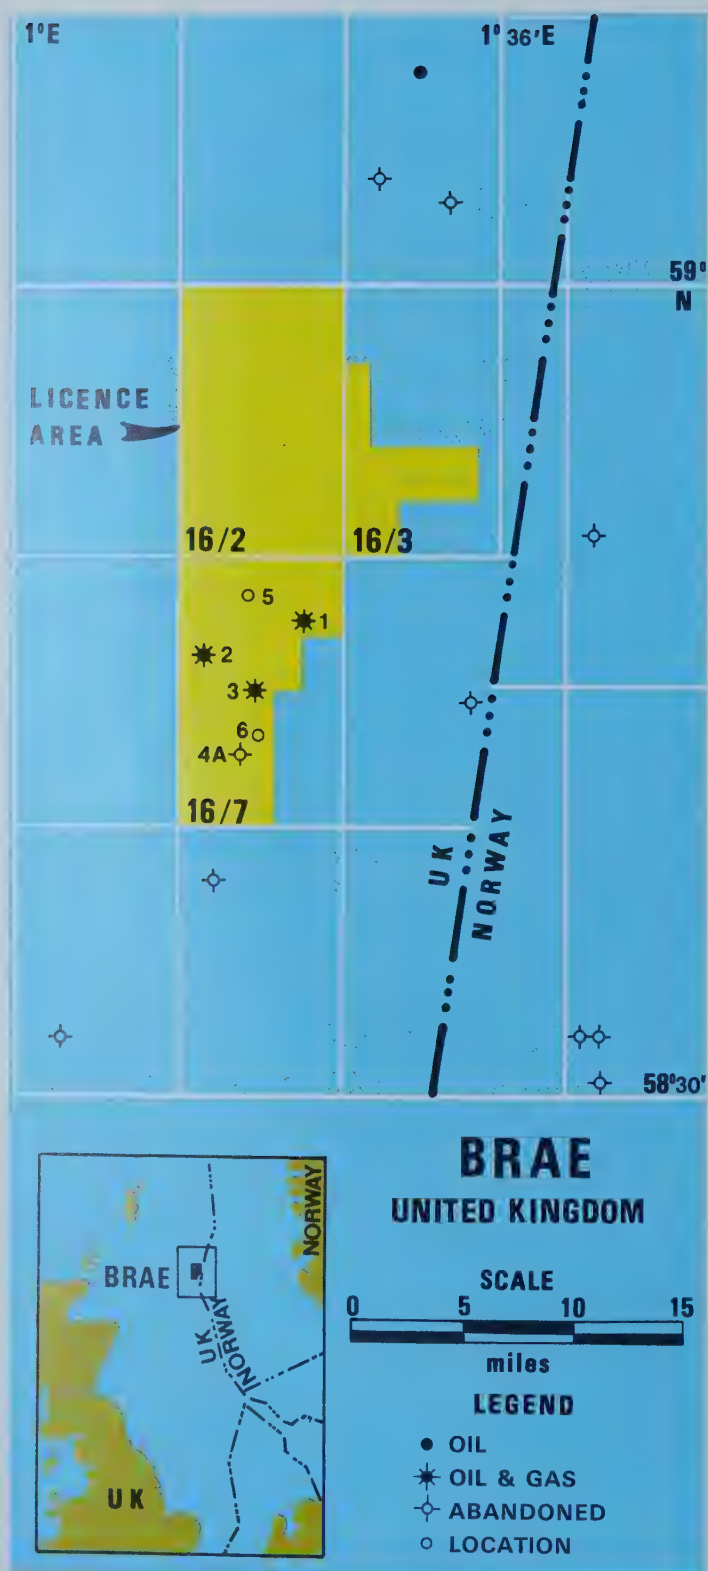 1°E
1° 36'E
59°
N
LICENCE
AREA
16/2
16/3
5
1
2
3
6
4A
16/7
UK
NORWAY
58°30'
BRAE
UNITED KINGDOM
NORWAY
BRAE
UK
NORWAY
UK
SCALE
0 5 10 15
miles
LEGEND
OIL
OIL & GAS
ABANDONED
LOCATION